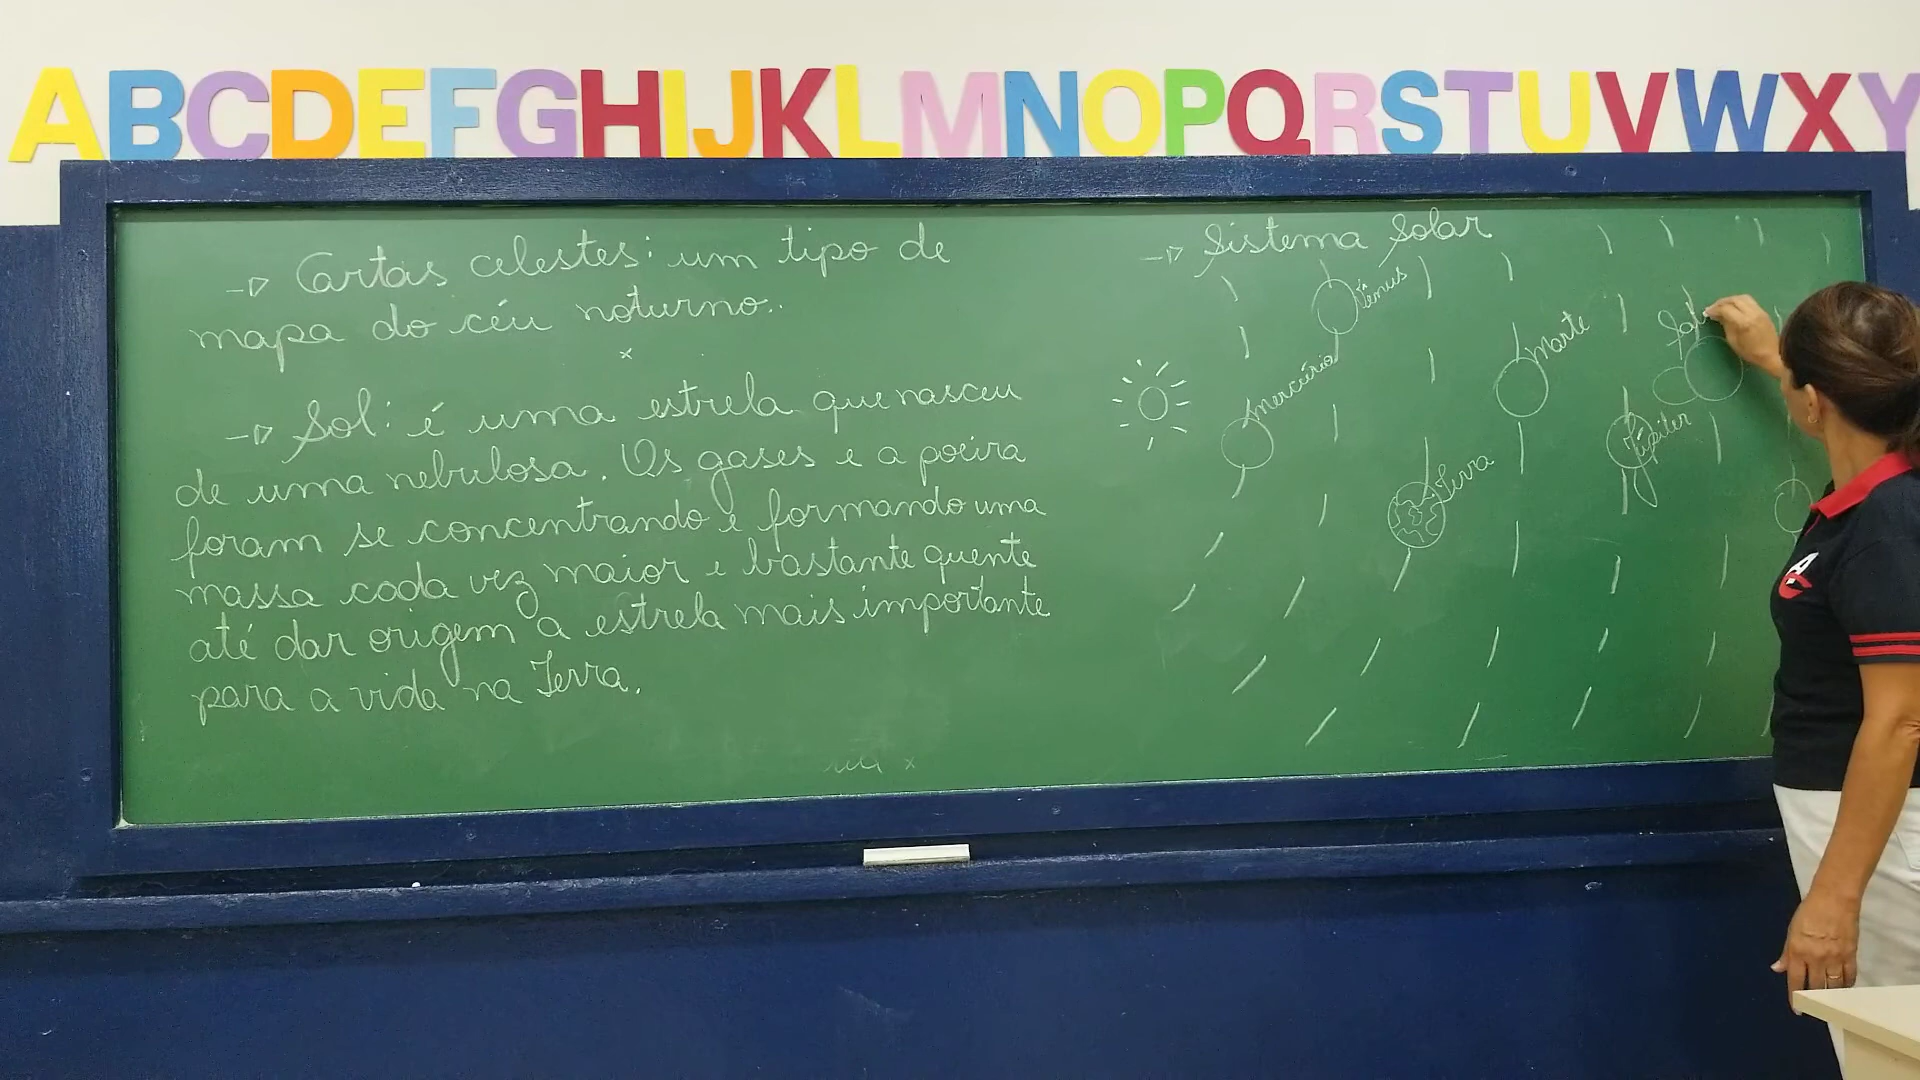 ABCDEFGHIJKLMNOPQRSTUVWXY
→ Cartas celestes: um tipo de
mapa do céu noturno.
x
→ Sol: é uma estrela que nasceu
de uma nebulosa. Os gases e a poeira
foram se concentrando e formando uma
massa cada vez maior e bastante quente
até dar origem a estrela mais importante
para a vida na Terra.
→ Sistema Solar
Vênus
Mercúrio
Marte
Terra
Júpiter
Satu
A